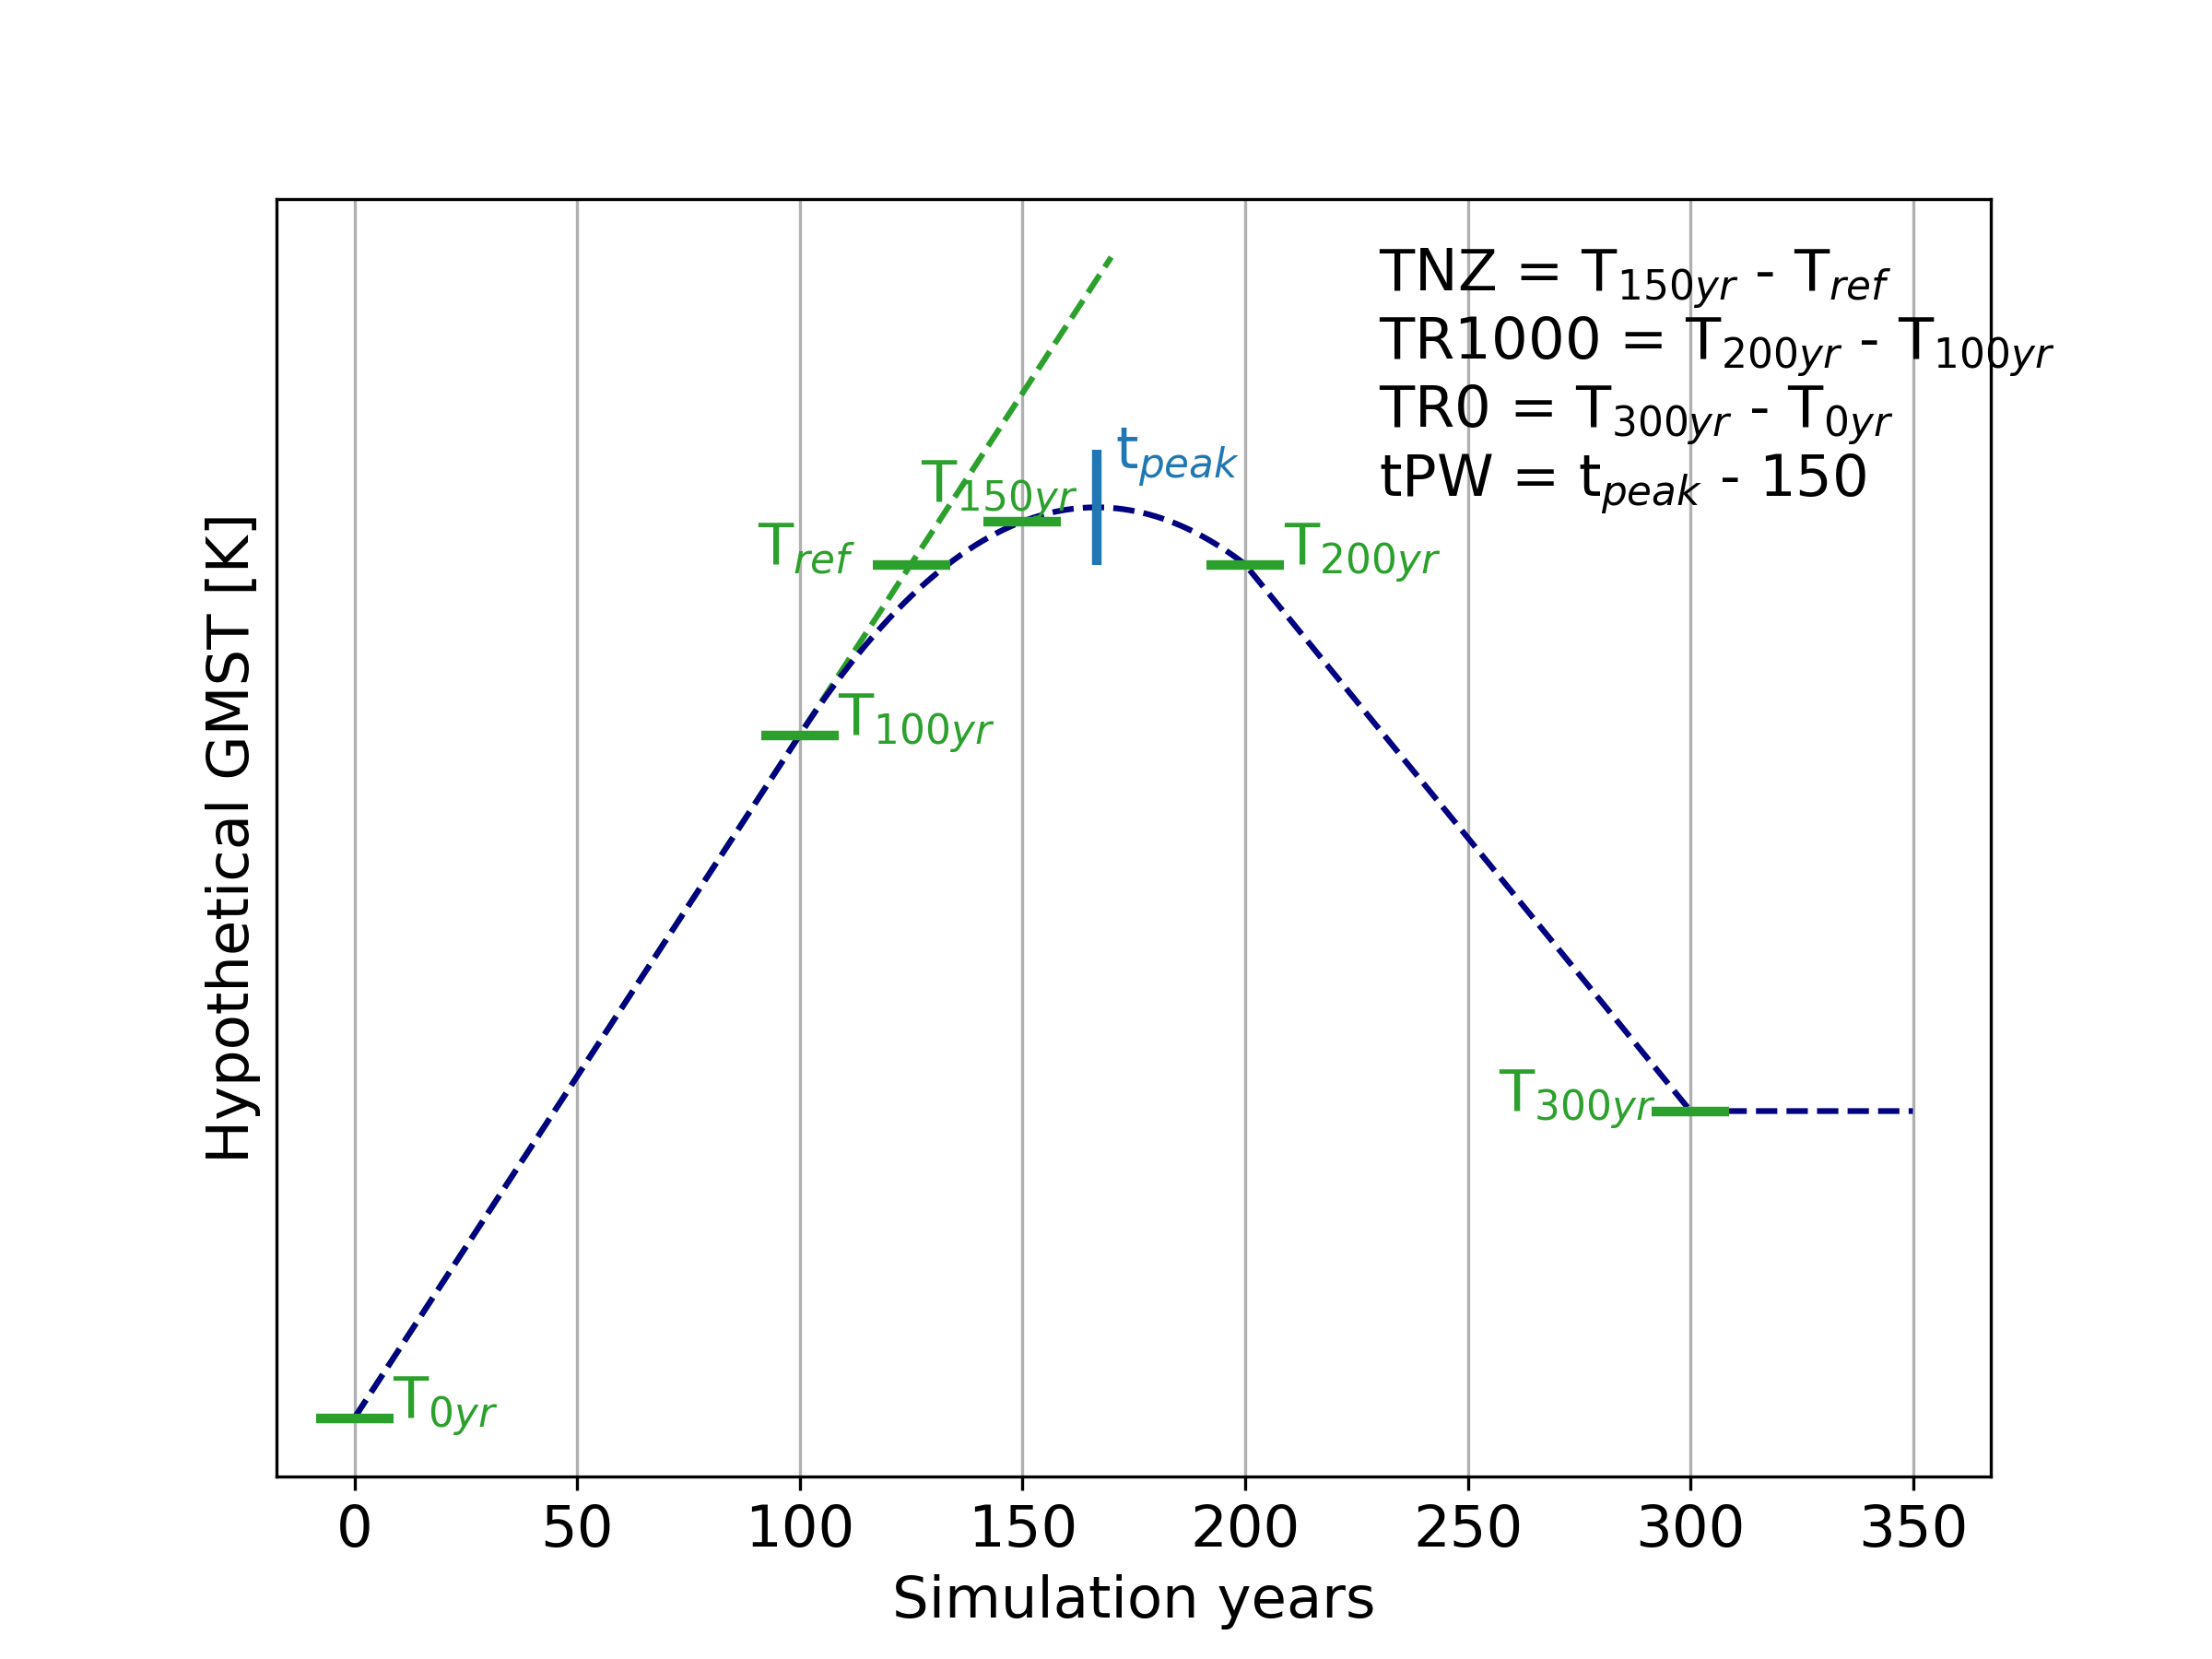 TNZ = T150yr - Tref
TR1000 = T200yr - T100yr
TR0 = T300yr - T0yr
tPW = tpeak - 150
tpeak
T150yr
Tref
T200yr
T100yr
T300yr
T0yr
Hypothetical GMST [K]
0 50 100 150 200 250 300 350
Simulation years